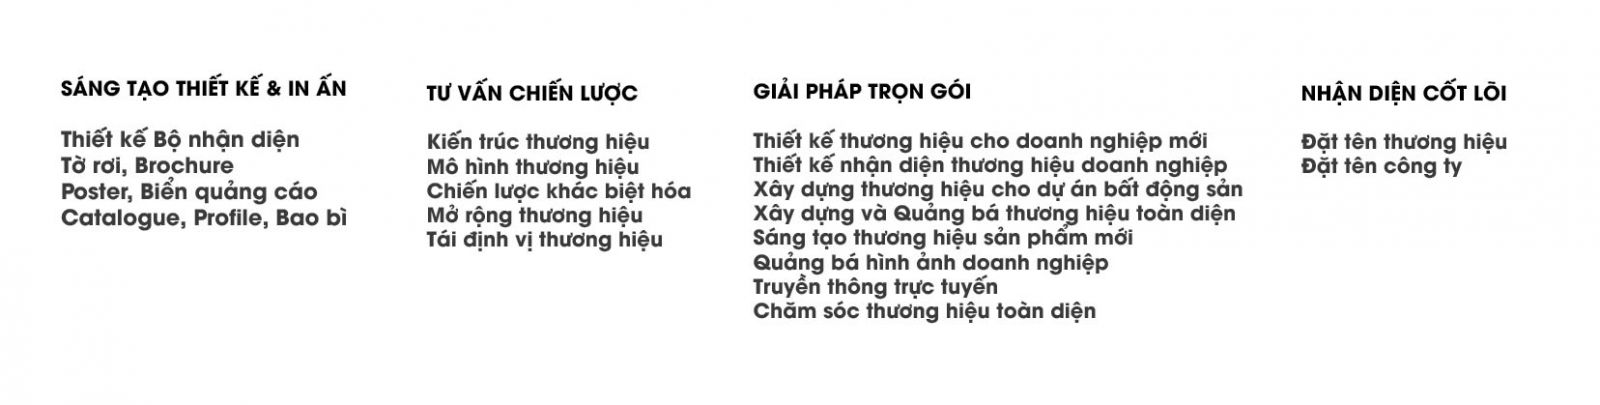 SÁNG TẠO THIẾT KẾ & IN ẤN
Thiết kế Bộ nhận diện
Tờ rơi, Brochure
Poster, Biển quảng cáo
Catalogue, Profile, Bao bì
TƯ VẤN CHIẾN LƯỢC
Kiến trúc thương hiệu
Mô hình thương hiệu
Chiến lược khác biệt hóa
Mở rộng thương hiệu
Tái định vị thương hiệu
GIẢI PHÁP TRỌN GÓI
Thiết kế thương hiệu cho doanh nghiệp mới
Thiết kế nhận diện thương hiệu doanh nghiệp
Xây dựng thương hiệu cho dự án bất động sản
Xây dựng và Quảng bá thương hiệu toàn diện
Sáng tạo thương hiệu sản phẩm mới
Quảng bá hình ảnh doanh nghiệp
Truyền thông trực tuyến
Chăm sóc thương hiệu toàn diện
NHẬN DIỆN CỐT LÕI
Đặt tên thương hiệu
Đặt tên công ty